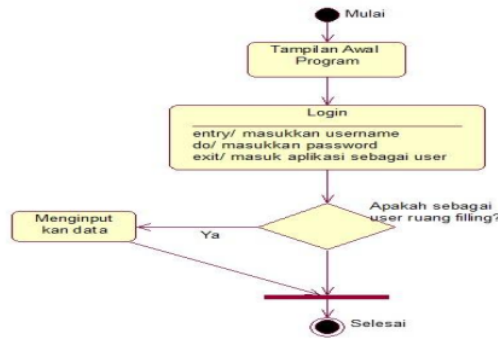 Mulai
Tampilan Awal
Program
Login
entry/ masukkan username
do/ masukkan password
exit/ masuk aplikasi sebagai user
Apakah sebagai
user ruang filling?
Ya
Menginput
kan data
Selesai